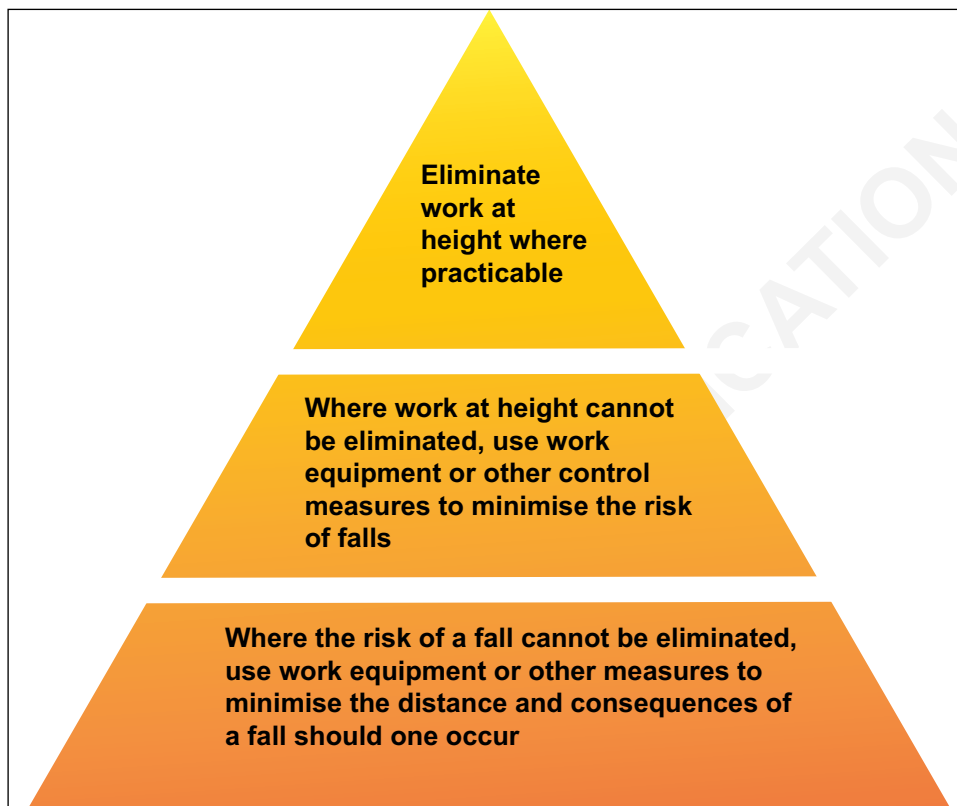 Eliminate
work at
height where
practicable
Where work at height cannot
be eliminated, use work
equipment or other control
measures to minimise the risk
of falls
Where the risk of a fall cannot be eliminated,
use work equipment or other measures to
minimise the distance and consequences of
a fall should one occur
ICATION